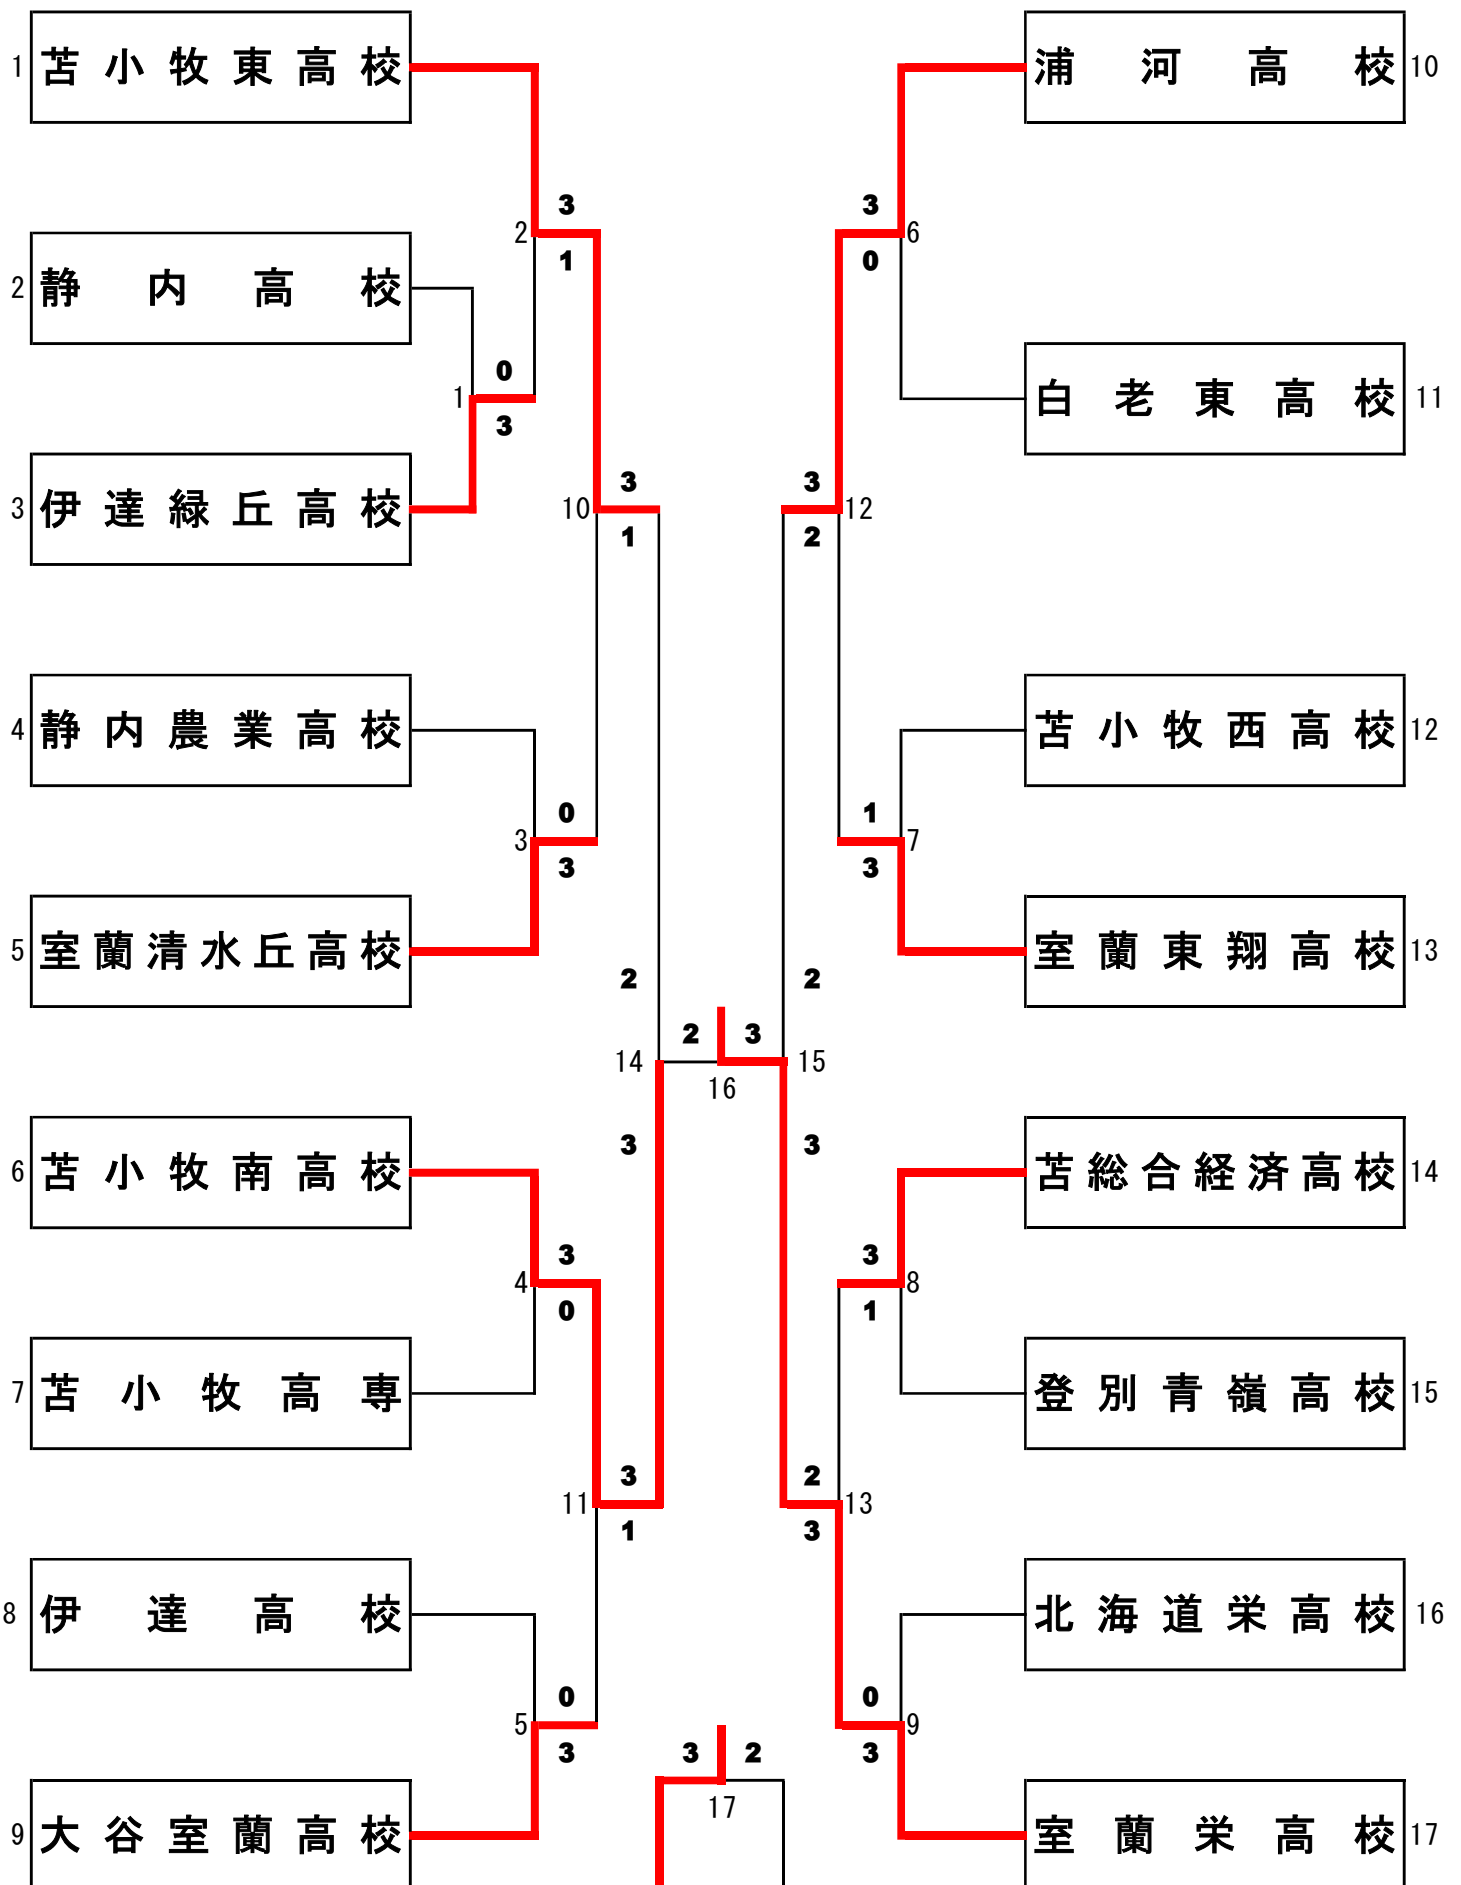 1 苫小牧東高校
浦河高校 10
3
3
2
6
1
0
2 静内高校
0
1
3
白老東高校 11
3 伊達緑丘高校
3
3
10
12
1
2
4 静内農業高校
苫小牧西高校 12
0
1
3
7
3
3
5 室蘭清水丘高校
室蘭東翔高校 13
2
2
2
3
14
15
16
3
3
6 苫小牧南高校
苫総合経済高校 14
3
3
4
8
0
1
7 苫小牧高専
登別青嶺高校 15
3
2
11
13
1
3
8 伊達高校
北海道栄高校 16
0
0
5
9
3
3 2
3
17
9 大谷室蘭高校
室蘭栄高校 17